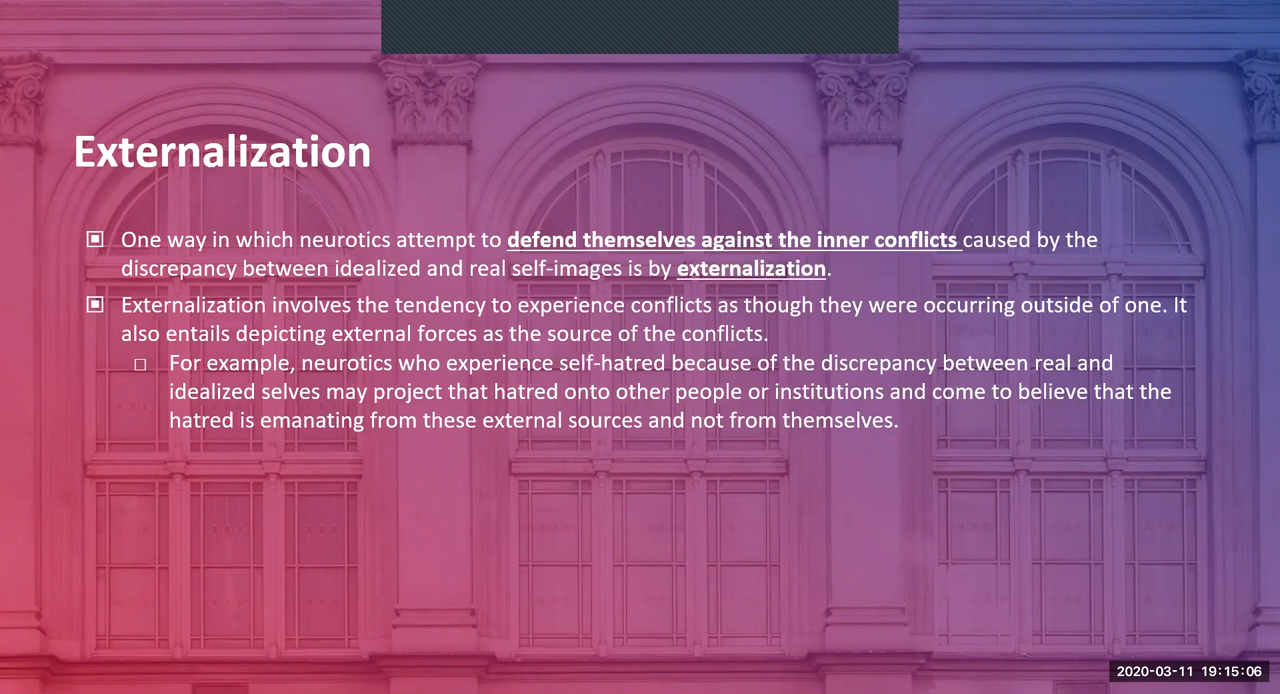 Externalization
One way in which neurotics attempt to defend themselves against the inner conflicts caused by the
discrepancy between idealized and real self-images is by externalization.
Externalization involves the tendency to experience conflicts as though they were occurring outside of one. It
also entails depicting external forces as the source of the conflicts.
For example, neurotics who experience self-hatred because of the discrepancy between real and
idealized selves may project that hatred onto other people or institutions and come to believe that the
hatred is emanating from these external sources and not from themselves.
2020-03-11 19:15:06